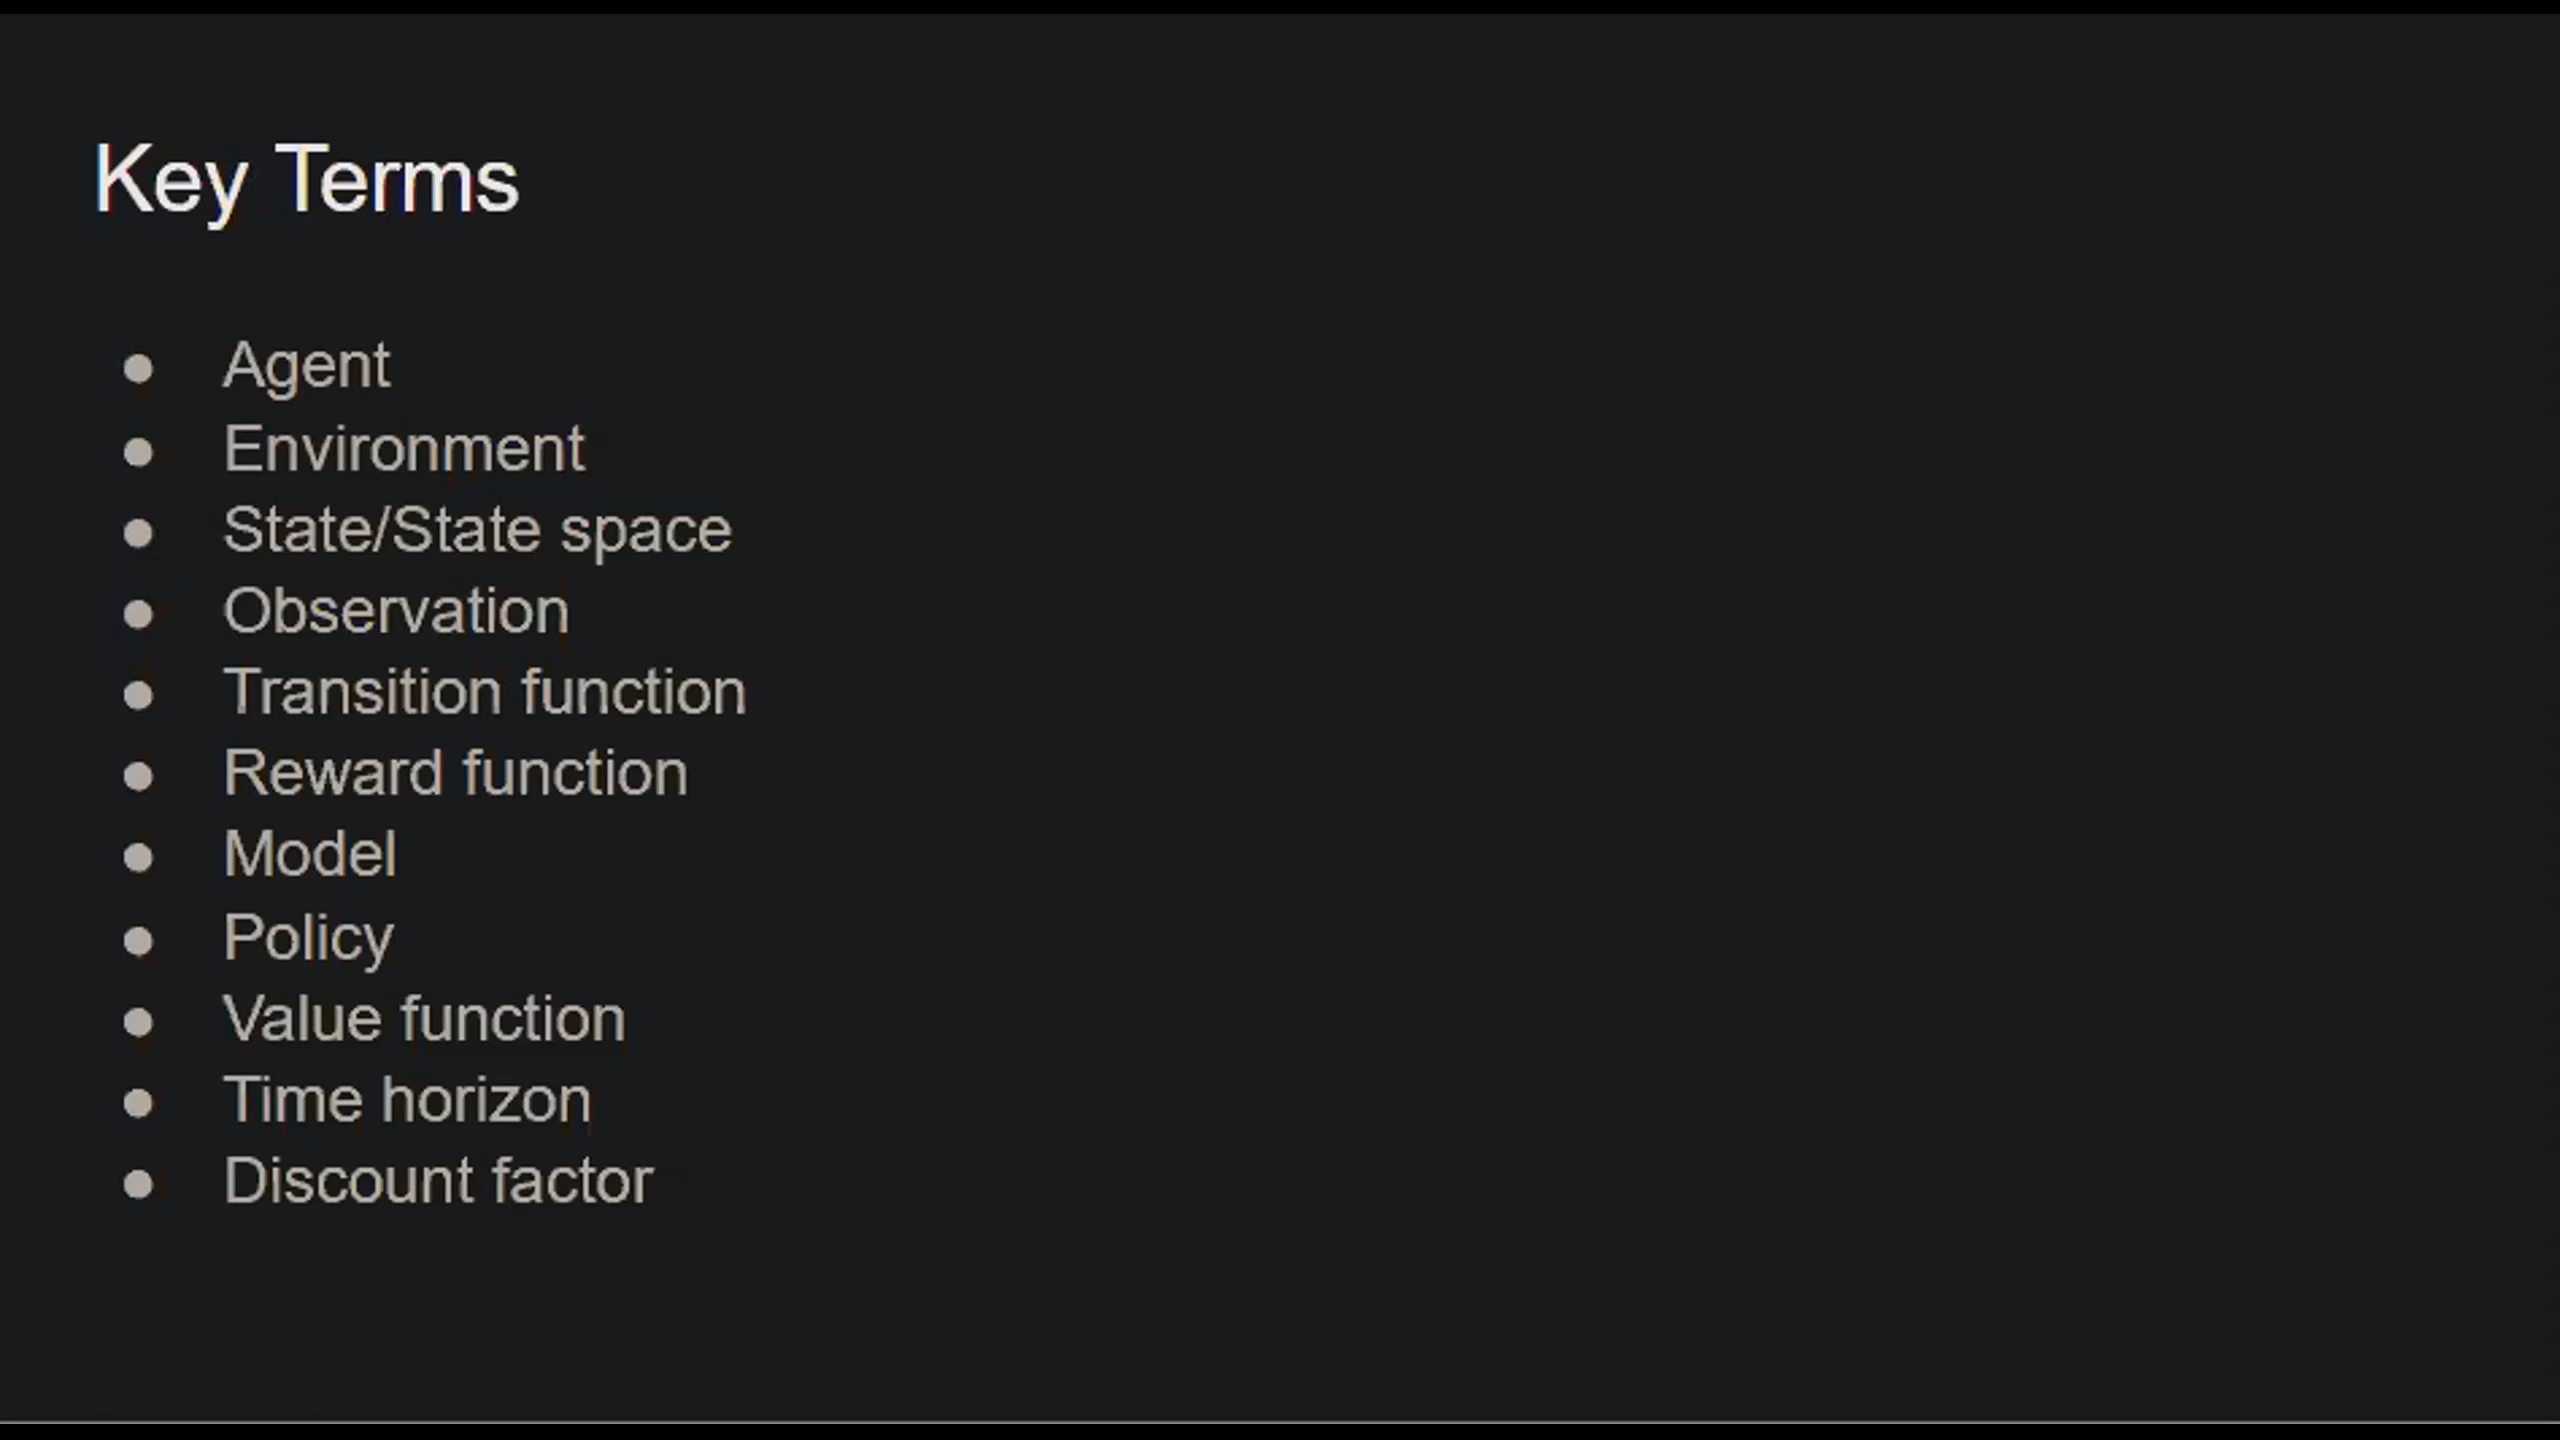 Key Terms
● Agent
● Environment
● State/State space
● Observation
● Transition function
● Reward function
● Model
● Policy
● Value function
● Time horizon
● Discount factor